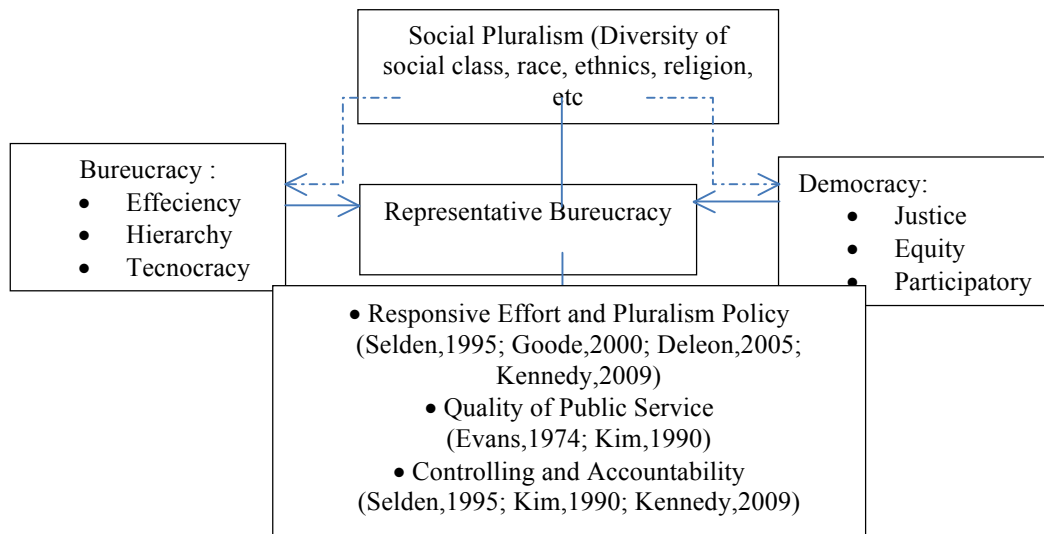 Social Pluralism (Diversity of
social class, race, ethnics, religion,
etc
Bureucracy :
• Effeciency
• Hierarchy
• Tecnocracy
Representative Bureucracy
Democracy:
• Justice
• Equity
• Participatory
• Responsive Effort and Pluralism Policy
(Selden,1995; Goode,2000; Deleon,2005;
Kennedy,2009)
• Quality of Public Service
(Evans,1974; Kim,1990)
• Controlling and Accountability
(Selden,1995; Kim,1990; Kennedy,2009)